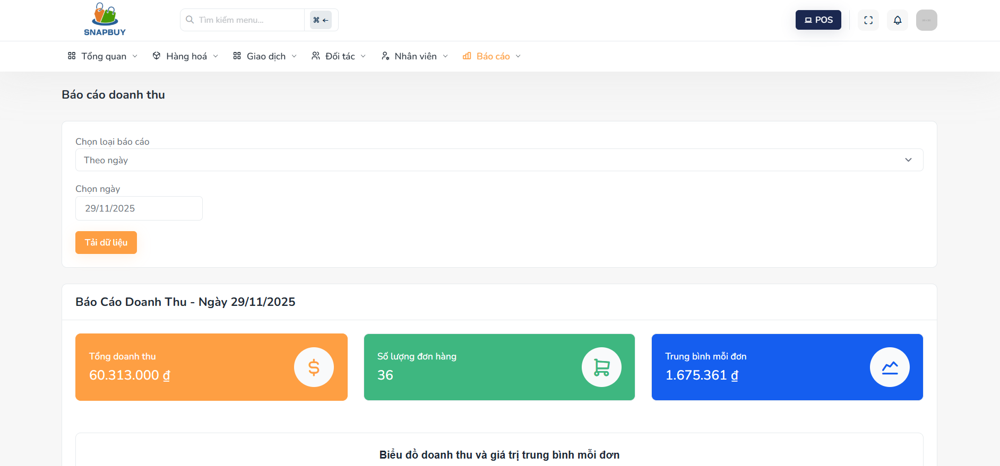 SNAPBUY
Tìm kiếm menu...
⌘ ←
POS
Tổng quan
Hàng hoá
Giao dịch
Đối tác
Nhân viên
Báo cáo
Báo cáo doanh thu
Chọn loại báo cáo
Theo ngày
Chọn ngày
29/11/2025
Tải dữ liệu
Báo Cáo Doanh Thu - Ngày 29/11/2025
Tổng doanh thu
60.313.000 ₫
Số lượng đơn hàng
36
Trung bình mỗi đơn
1.675.361 ₫
Biểu đồ doanh thu và giá trị trung bình mỗi đơn